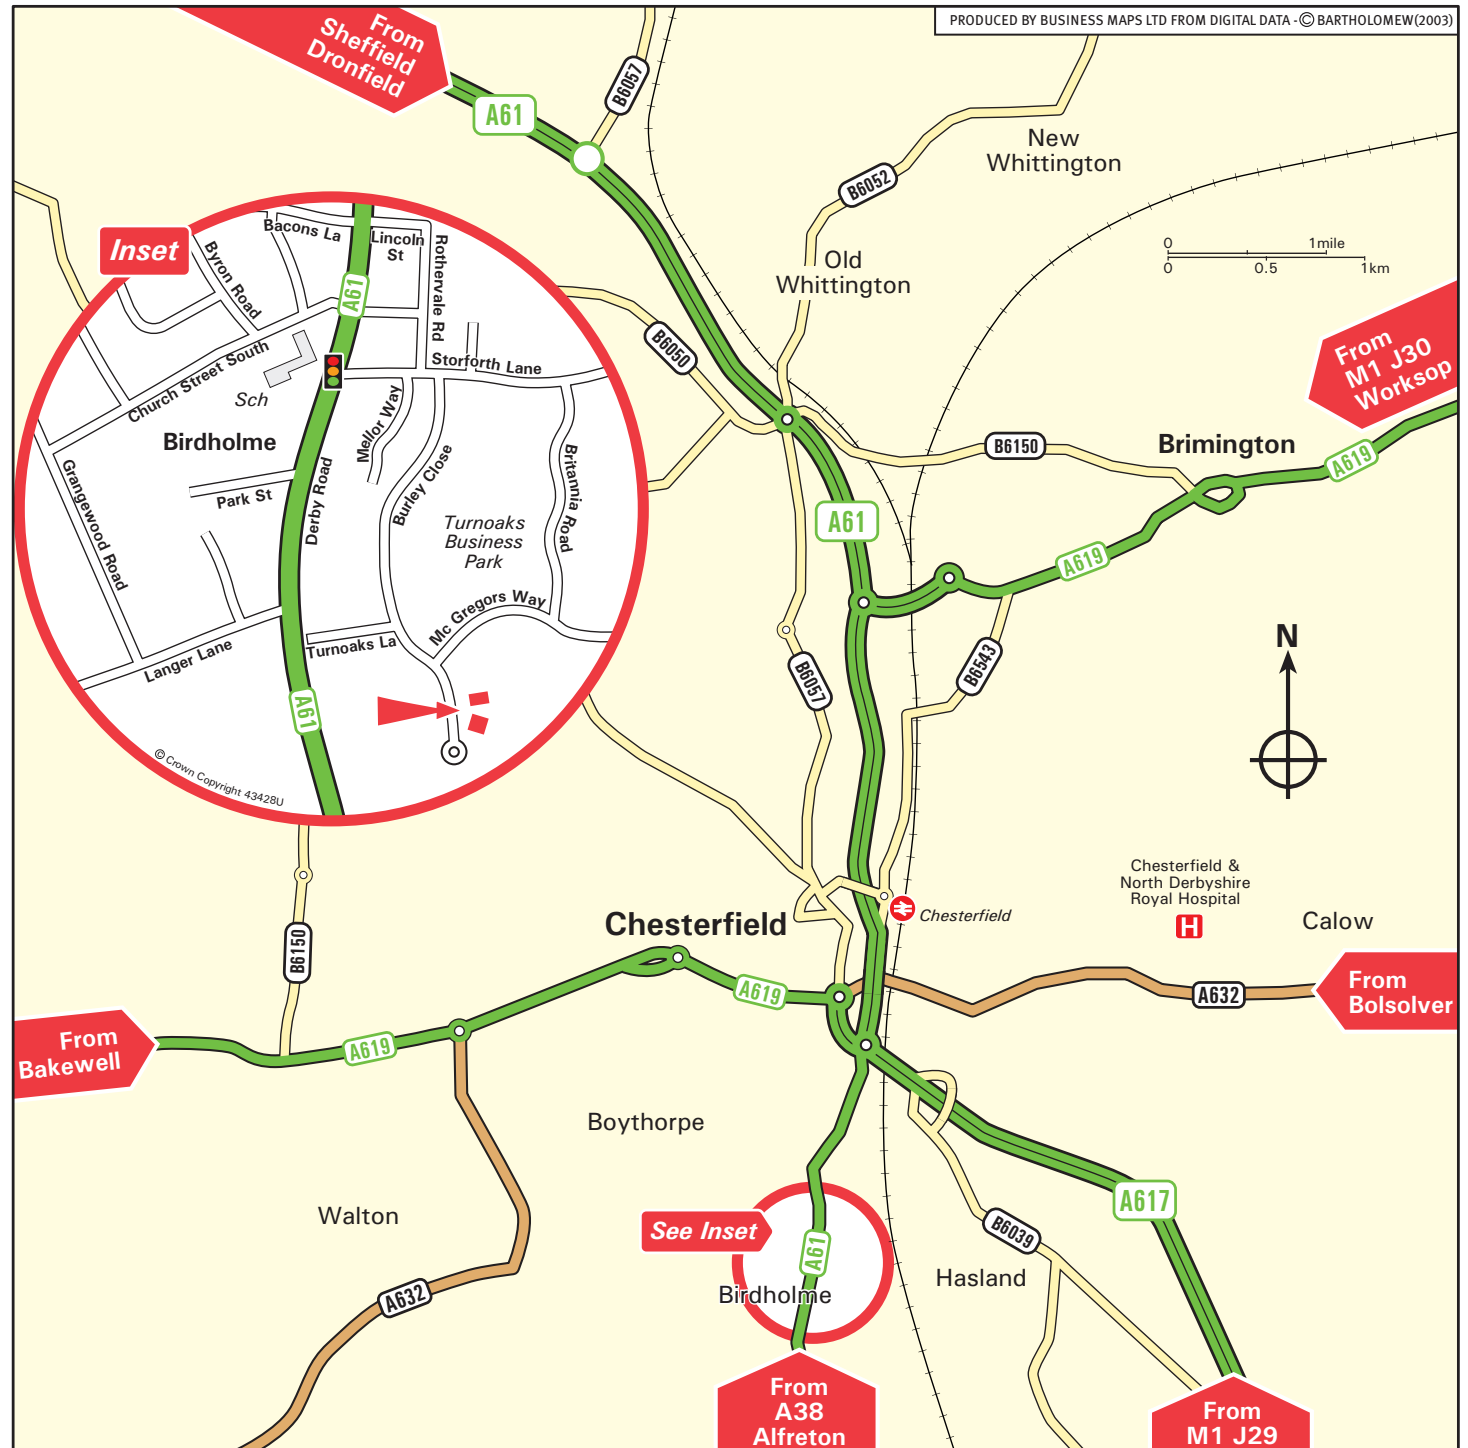 PRODUCED BY BUSINESS MAPS LTD FROM DIGITAL DATA - © BARTHOLOMEW(2003)
From
Sheffield
Dronfield
A61
B6057
B6052
New
Whittington
Old
Whittington
0 1mile
0 0.5 1km
Inset
Bacons La
Lincoln
St
Rothervale Rd
Byron Road
A61
Church Street South
Sch
Storforth Lane
Mellor Way
Birdholme
Grangewood Road
Park St
Derby Road
Burley Close
Britannia Road
Turnoaks
Business
Park
Mc Gregors Way
Langer Lane
Turnoaks La
A61
© Crown Copyright 43428U
B6050
From
M1 J30
Worksop
B6150
Brimington
A619
A61
A619
N
B6543
B6057
Chesterfield &
North Derbyshire
Royal Hospital
H
Calow
Chesterfield
Chesterfield
B6150
A619
A632
From
Bolsolver
From
Bakewell
A619
Boythorpe
Walton
A617
See Inset
A61
B6039
Hasland
Birdholme
A632
From
A38
Alfreton
From
M1 J29